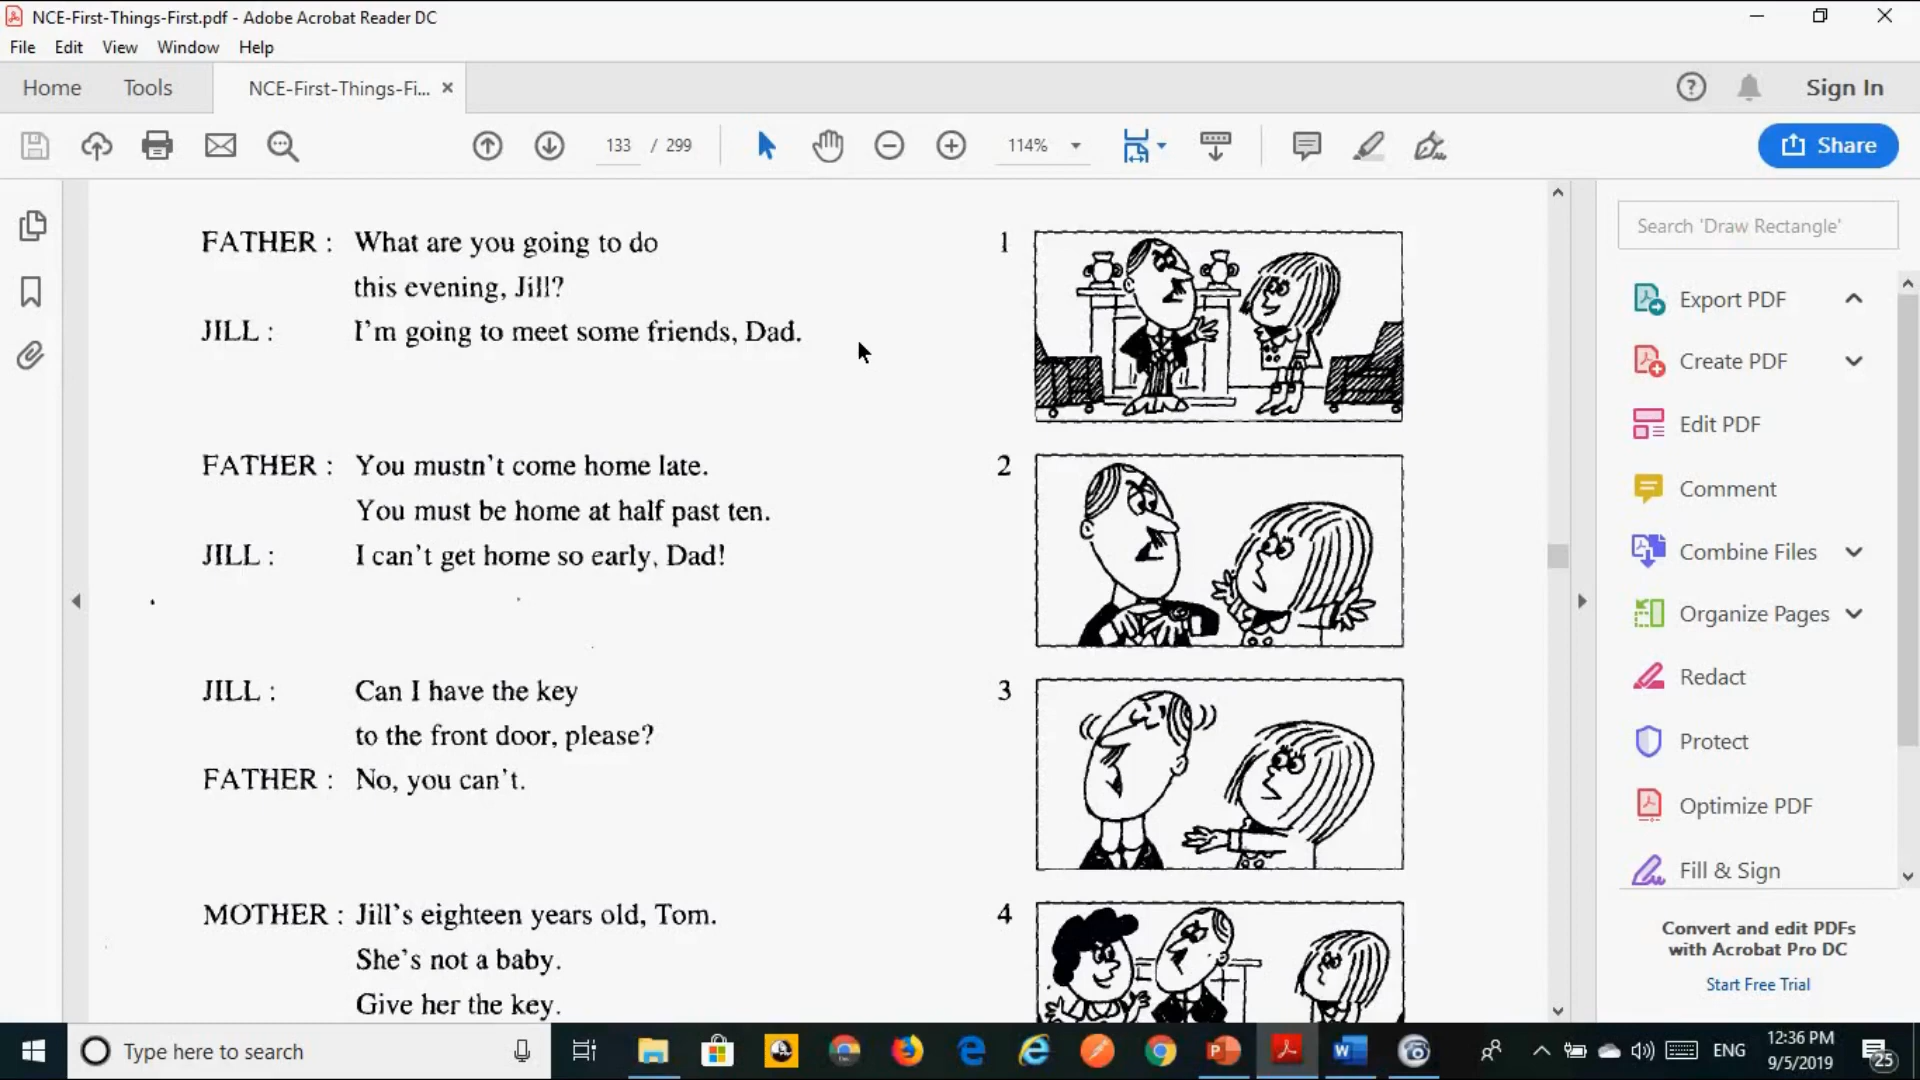 NCE-First-Things-First.pdf - Adobe Acrobat Reader DC
File Edit View Window Help
Home Tools NCE-First-Things-Fi... × Sign In
133 / 299 114% Share
Search 'Draw Rectangle'
FATHER : What are you going to do
this evening, Jill?
JILL : I'm going to meet some friends, Dad.
1
FATHER : You mustn't come home late.
You must be home at half past ten.
JILL : I can't get home so early, Dad!
2
JILL : Can I have the key
to the front door, please?
FATHER : No, you can't.
3
MOTHER : Jill's eighteen years old, Tom.
She's not a baby.
Give her the key.
4
Export PDF
Create PDF
Edit PDF
Comment
Combine Files
Organize Pages
Redact
Protect
Optimize PDF
Fill & Sign
Convert and edit PDFs
with Acrobat Pro DC
Start Free Trial
Type here to search
ENG
12:36 PM
9/5/2019
25